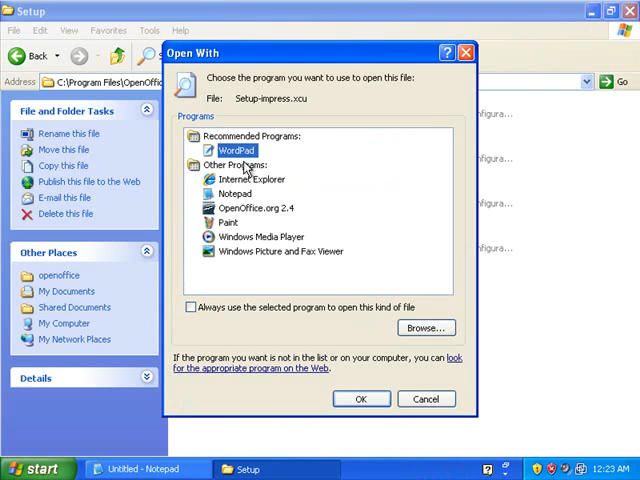 Setup
File Edit View Favorites Tools Help
Back
Address C:\Program Files\OpenOffic
Go
File and Folder Tasks
Rename this file
Move this file
Copy this file
Publish this file to the Web
E-mail this file
Delete this file
Other Places
openoffice
My Documents
Shared Documents
My Computer
My Network Places
Details
Open With
Choose the program you want to use to open this file:
File: Setup-impress.xcu
Programs
Recommended Programs:
WordPad
Other Programs:
Internet Explorer
Notepad
OpenOffice.org 2.4
Paint
Windows Media Player
Windows Picture and Fax Viewer
Always use the selected program to open this kind of file
Browse...
If the program you want is not in the list or on your computer, you can look
for the appropriate program on the Web.
OK Cancel
nfigura...
nfigura...
nfigura...
start Untitled - Notepad Setup 12:23 AM